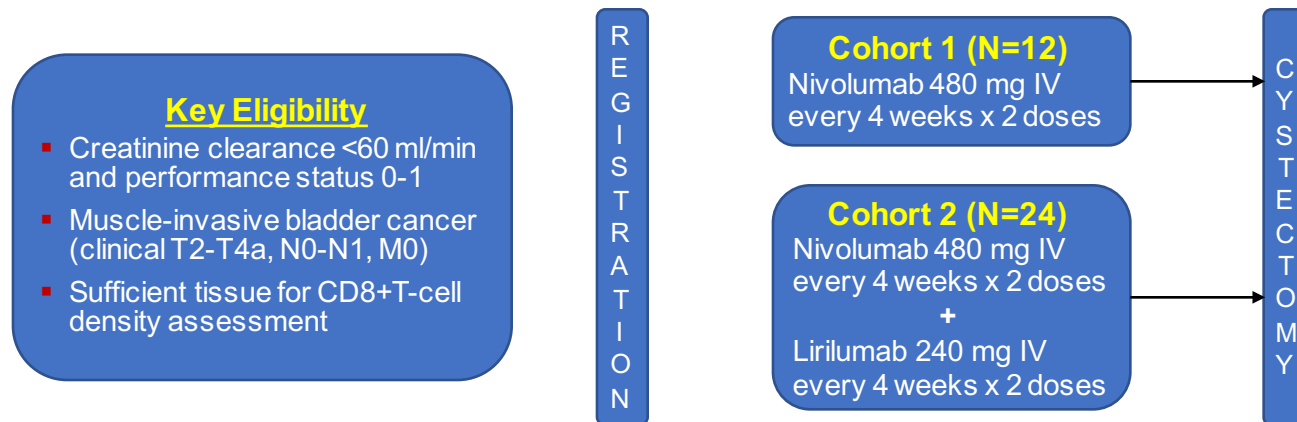 Key Eligibility
▪ Creatinine clearance <60 ml/min
and performance status 0-1
▪ Muscle-invasive bladder cancer
(clinical T2-T4a, N0-N1, M0)
▪ Sufficient tissue for CD8+T-cell
density assessment
REGISTRATION
Cohort 1 (N=12)
Nivolumab 480 mg IV
every 4 weeks x 2 doses
Cohort 2 (N=24)
Nivolumab 480 mg IV
every 4 weeks x 2 doses
+
Lirilumab 240 mg IV
every 4 weeks x 2 doses
CYSTECTOMY